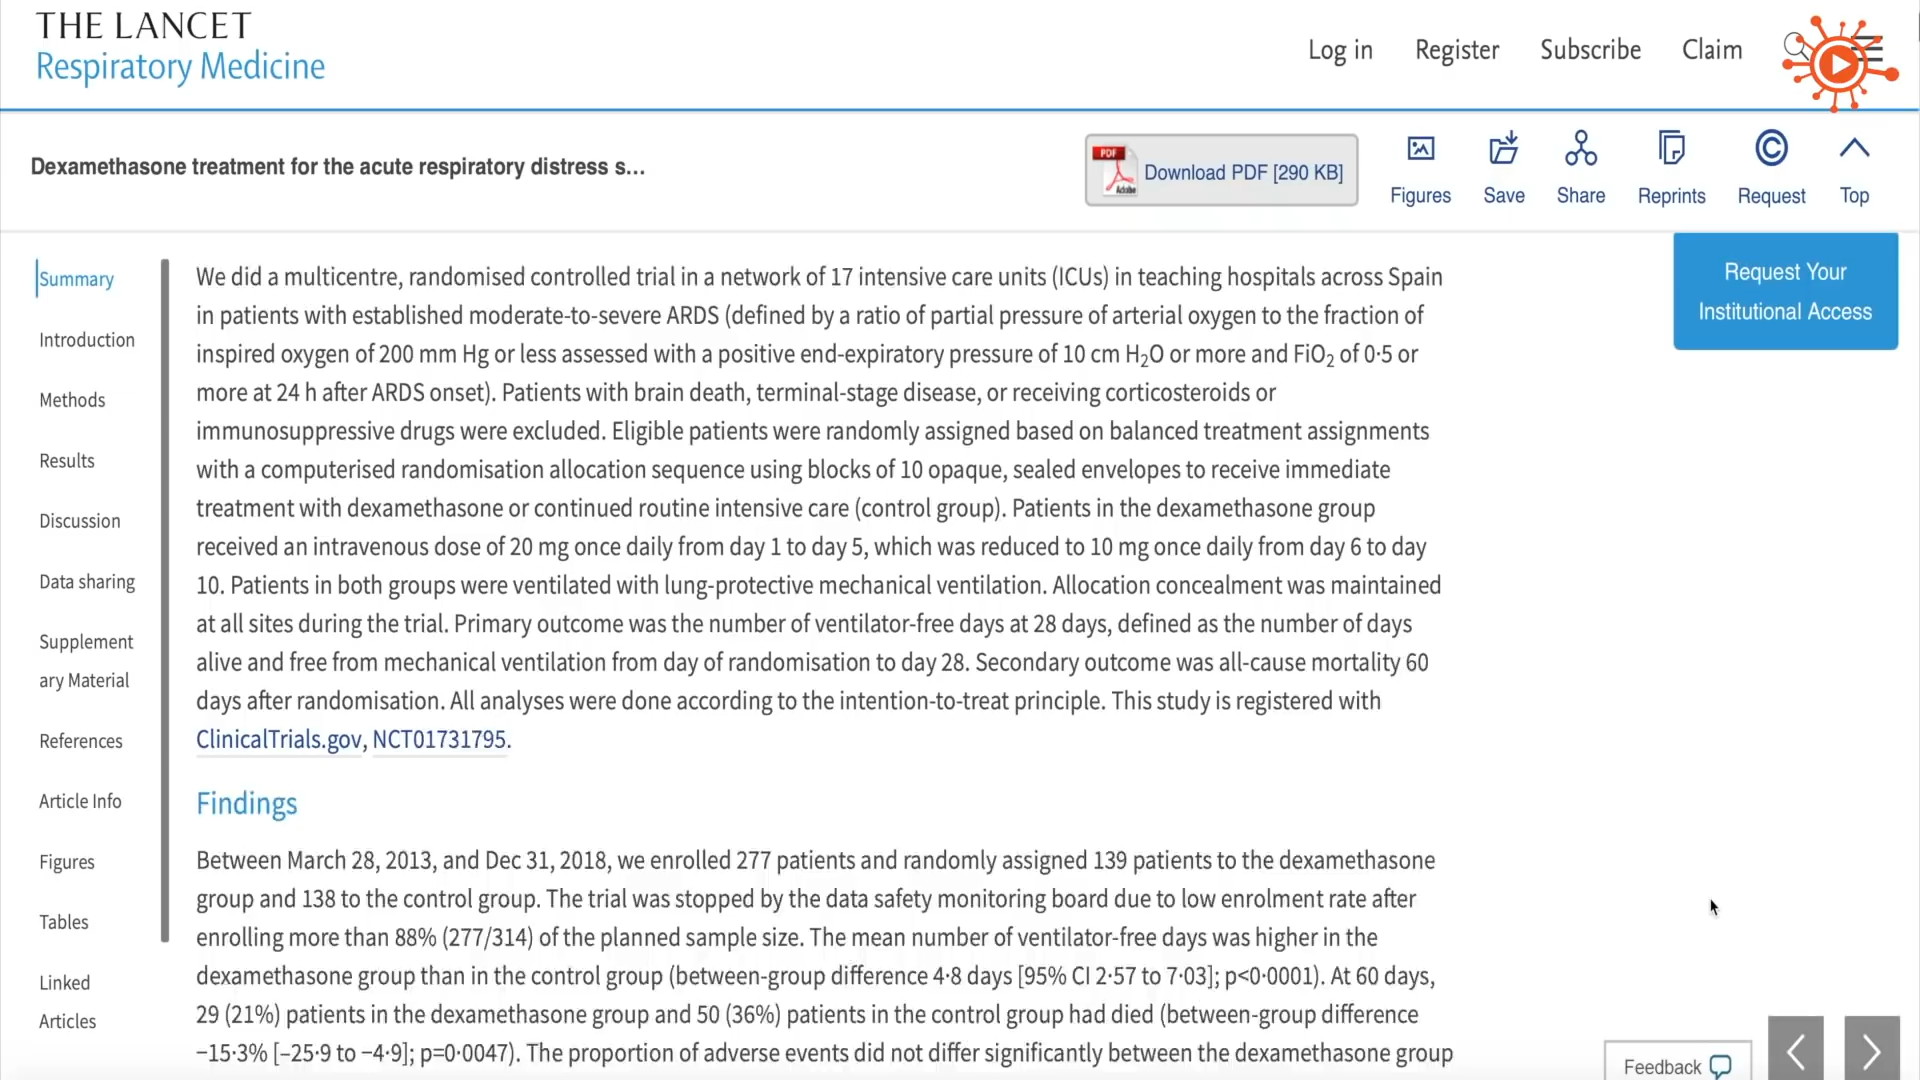 THE LANCET
Respiratory Medicine
Log in
Register
Subscribe
Claim
Dexamethasone treatment for the acute respiratory distress s...
PDF
Adobe
Download PDF [290 KB]
Figures
Save
Share
Reprints
Request
Top
Request Your
Institutional Access
Summary
Introduction
Methods
Results
Discussion
Data sharing
Supplement
ary Material
References
Article Info
Figures
Tables
Linked
Articles
We did a multicentre, randomised controlled trial in a network of 17 intensive care units (ICUs) in teaching hospitals across Spain
in patients with established moderate-to-severe ARDS (defined by a ratio of partial pressure of arterial oxygen to the fraction of
inspired oxygen of 200 mm Hg or less assessed with a positive end-expiratory pressure of 10 cm H₂O or more and FiO₂ of 0·5 or
more at 24 h after ARDS onset). Patients with brain death, terminal-stage disease, or receiving corticosteroids or
immunosuppressive drugs were excluded. Eligible patients were randomly assigned based on balanced treatment assignments
with a computerised randomisation allocation sequence using blocks of 10 opaque, sealed envelopes to receive immediate
treatment with dexamethasone or continued routine intensive care (control group). Patients in the dexamethasone group
received an intravenous dose of 20 mg once daily from day 1 to day 5, which was reduced to 10 mg once daily from day 6 to day
10. Patients in both groups were ventilated with lung-protective mechanical ventilation. Allocation concealment was maintained
at all sites during the trial. Primary outcome was the number of ventilator-free days at 28 days, defined as the number of days
alive and free from mechanical ventilation from day of randomisation to day 28. Secondary outcome was all-cause mortality 60
days after randomisation. All analyses were done according to the intention-to-treat principle. This study is registered with
ClinicalTrials.gov, NCT01731795.
Findings
Between March 28, 2013, and Dec 31, 2018, we enrolled 277 patients and randomly assigned 139 patients to the dexamethasone
group and 138 to the control group. The trial was stopped by the data safety monitoring board due to low enrolment rate after
enrolling more than 88% (277/314) of the planned sample size. The mean number of ventilator-free days was higher in the
dexamethasone group than in the control group (between-group difference 4·8 days [95% CI 2·57 to 7·03]; p<0·0001). At 60 days,
29 (21%) patients in the dexamethasone group and 50 (36%) patients in the control group had died (between-group difference
−15·3% [−25·9 to −4·9]; p=0·0047). The proportion of adverse events did not differ significantly between the dexamethasone group
Feedback